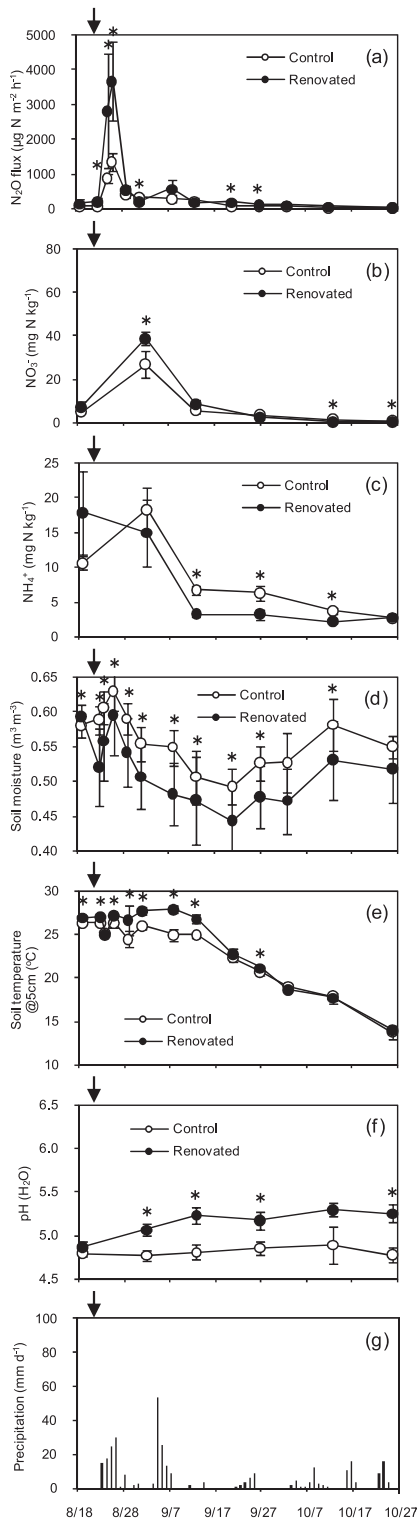 5000
4000
3000
2000
1000
0
N₂O flux (µg N m⁻² h⁻¹)
* * * * * *
Control
Renovated
(a)
80
60
40
20
0
NO₃⁻ (mg N kg⁻¹)
* * *
Control
Renovated
(b)
25
20
15
10
5
0
NH₄⁺ (mg N kg⁻¹)
* * *
Control
Renovated
(c)
0.65
0.60
0.55
0.50
0.45
0.40
Soil moisture (m³ m⁻³)
* * * * * * * * * * *
Control
Renovated
(d)
30
25
20
15
10
Soil temperature
@5cm (°C)
* * * * * * * *
Control
Renovated
(e)
6.5
6.0
5.5
5.0
4.5
pH (H₂O)
* * * *
Control
Renovated
(f)
100
80
60
40
20
0
Precipitation (mm d⁻¹)
(g)
8/18 8/28 9/7 9/17 9/27 10/7 10/17 10/27